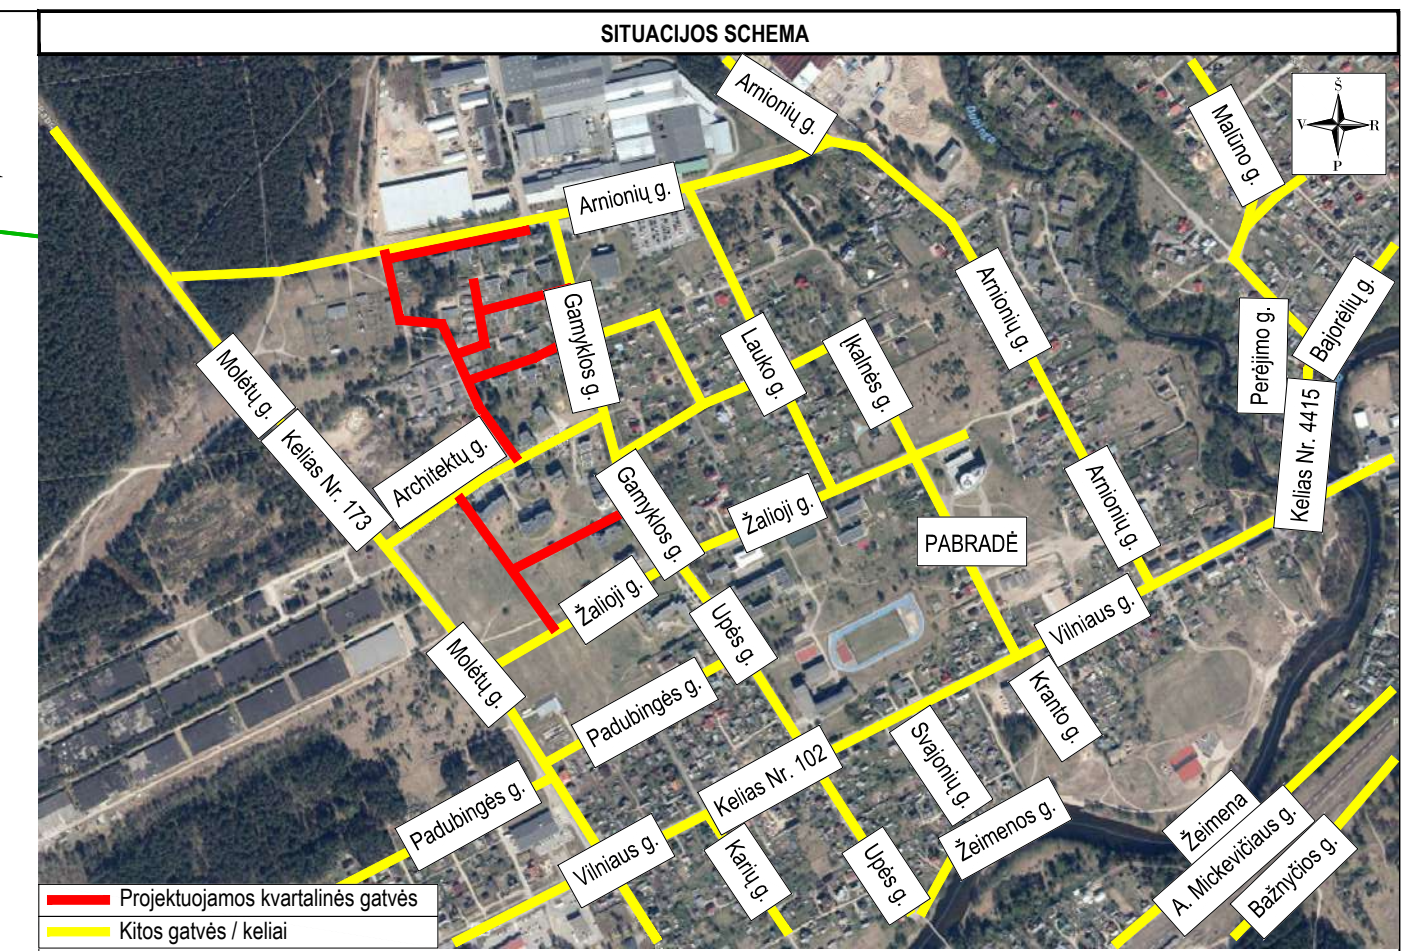 SITUACIJOS SCHEMA
Arnionių g.
Dubinga
Malūno g.
Š
V R
P
Arnionių g.
Arnionių g.
Bajorėlių g.
Perėjimo g.
Gamyklos g.
Lauko g.
Įkalnės g.
Molėtų g.
Kelias Nr. 4415
Kelias Nr. 173
Architektų g.
Gamyklos g.
Arnionių g.
Žalioji g.
PABRADĖ
Žalioji g.
Upės g.
Vilniaus g.
Molėtų g.
Padubingės g.
Kranto g.
Svajonių g.
Kelias Nr. 102
Padubingės g.
Žeimena
Žeimenos g.
A. Mickevičiaus g.
Vilniaus g.
Karių g.
Upės g.
Bažnyčios g.
Projektuojamos kvartalinės gatvės
Kitos gatvės / keliai